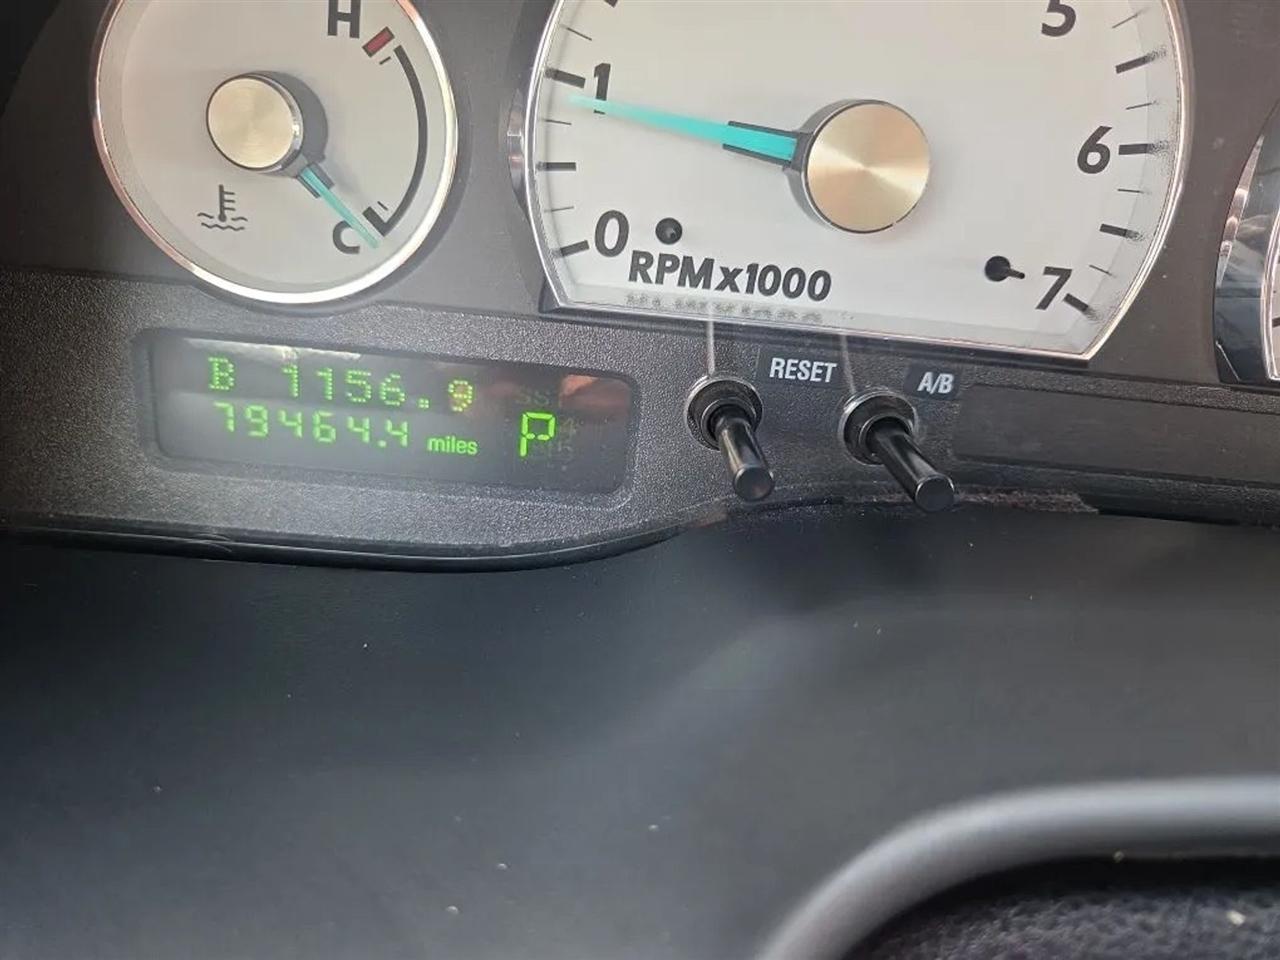 H
C
1
0
5
6
7
RPMx1000
B 1156.9
79464.4 miles
P
RESET
A/B